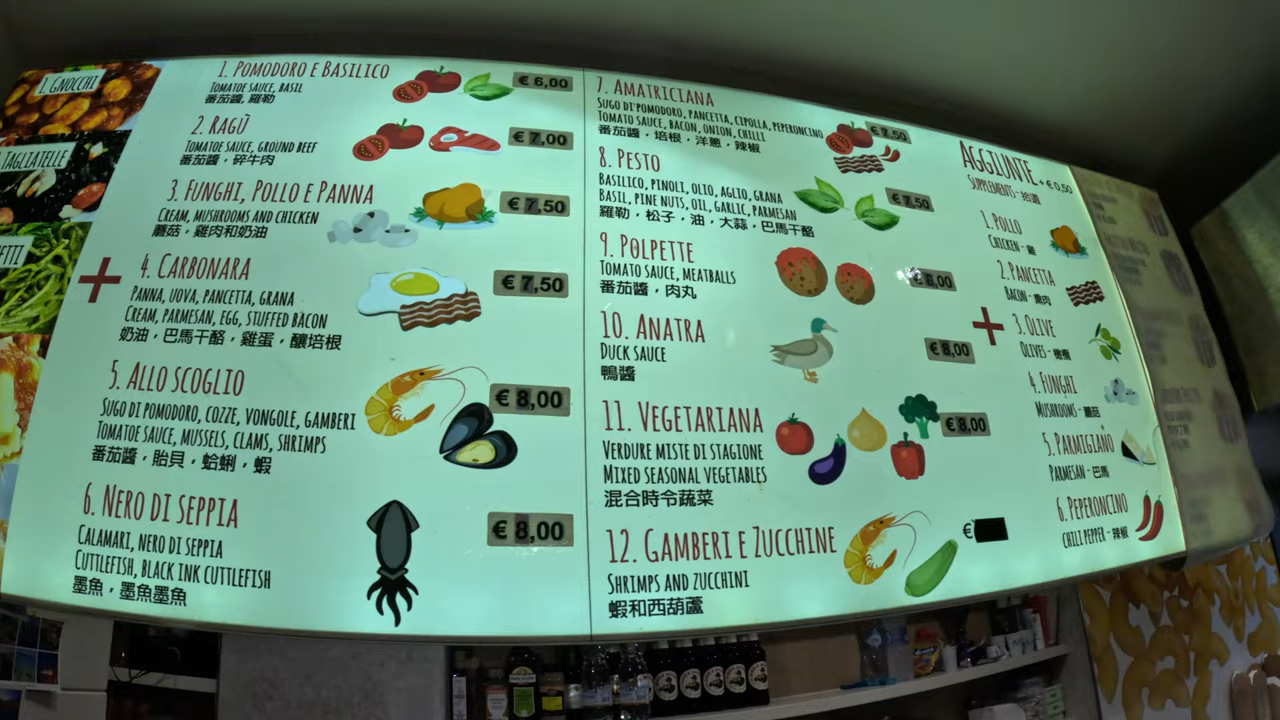 1. GNOCCHI
TAGLIATELLE
1. POMODORO E BASILICO
TOMATOE SAUCE, BASIL
番茄醬，羅勒
€ 6,00
2. RAGÙ
TOMATOE SAUCE, GROUND BEEF
番茄醬，碎牛肉
€ 7,00
3. FUNGHI, POLLO E PANNA
CREAM, MUSHROOMS AND CHICKEN
蘑菇，雞肉和奶油
€ 7,50
4. CARBONARA
PANNA, UOVA, PANCETTA, GRANA
CREAM, PARMESAN, EGG, STUFFED BACON
奶油，巴馬干酪，雞蛋，釀培根
€ 7,50
5. ALLO SCOGLIO
SUGO DI POMODORO, COZZE, VONGOLE, GAMBERI
TOMATOE SAUCE, MUSSELS, CLAMS, SHRIMPS
番茄醬，貽貝，蛤蜊，蝦
€ 8,00
6. NERO DI SEPPIA
CALAMARI, NERO DI SEPPIA
CUTTLEFISH, BLACK INK CUTTLEFISH
墨魚，墨魚墨魚
€ 8,00
7. AMATRICIANA
SUGO DI POMODORO, PANCETTA, CIPOLLA, PEPERONCINO
TOMATO SAUCE, BACON, ONION, CHILLI
番茄醬，培根，洋蔥，辣椒
€ 7,50
8. PESTO
BASILICO, PINOLI, OLIO, AGLIO, GRANA
BASIL, PINE NUTS, OIL, GARLIC, PARMESAN
羅勒，松子，油，大蒜，巴馬干酪
€ 7,50
9. POLPETTE
TOMATO SAUCE, MEATBALLS
番茄醬，肉丸
€ 8,00
10. ANATRA
DUCK SAUCE
鴨醬
€ 8,00
11. VEGETARIANA
VERDURE MISTE DI STAGIONE
MIXED SEASONAL VEGETABLES
混合時令蔬菜
€ 8,00
12. GAMBERI E ZUCCHINE
SHRIMPS AND ZUCCHINI
蝦和西葫蘆
€
AGGIUNTE + € 0,50
SUPPLEMENTS -
1. POLLO
CHICKEN - 雞
2. PANCETTA
BACON - 熏肉
3. OLIVE
OLIVES - 橄欖
4. FUNGHI
MUSHROOMS - 蘑菇
5. PARMIGIANO
PARMESAN - 巴馬
6. PEPERONCINO
CHILI PEPPER - 辣椒